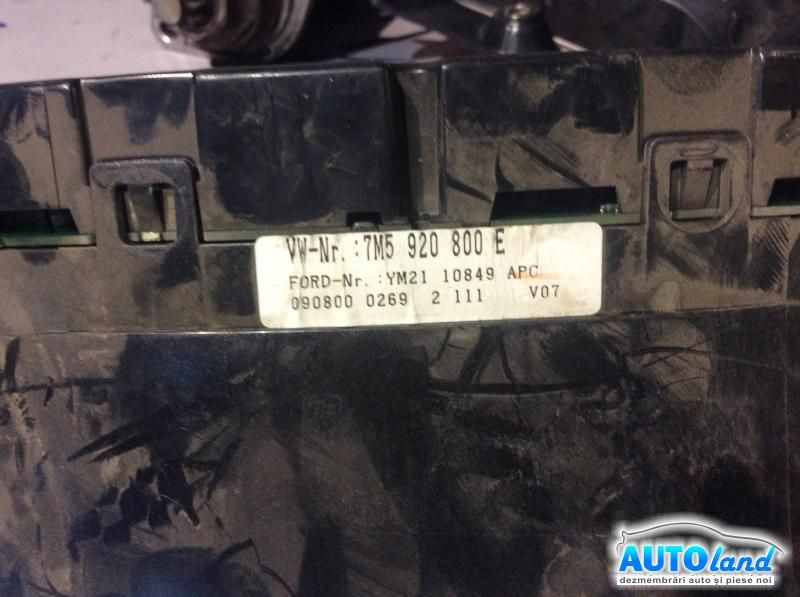 VW-Nr.:7M5 920 800 E
FORD-Nr.:YM21 10849 APC
090800 0269 2 111 V07
AUTOland
dezmembrări auto și piese noi